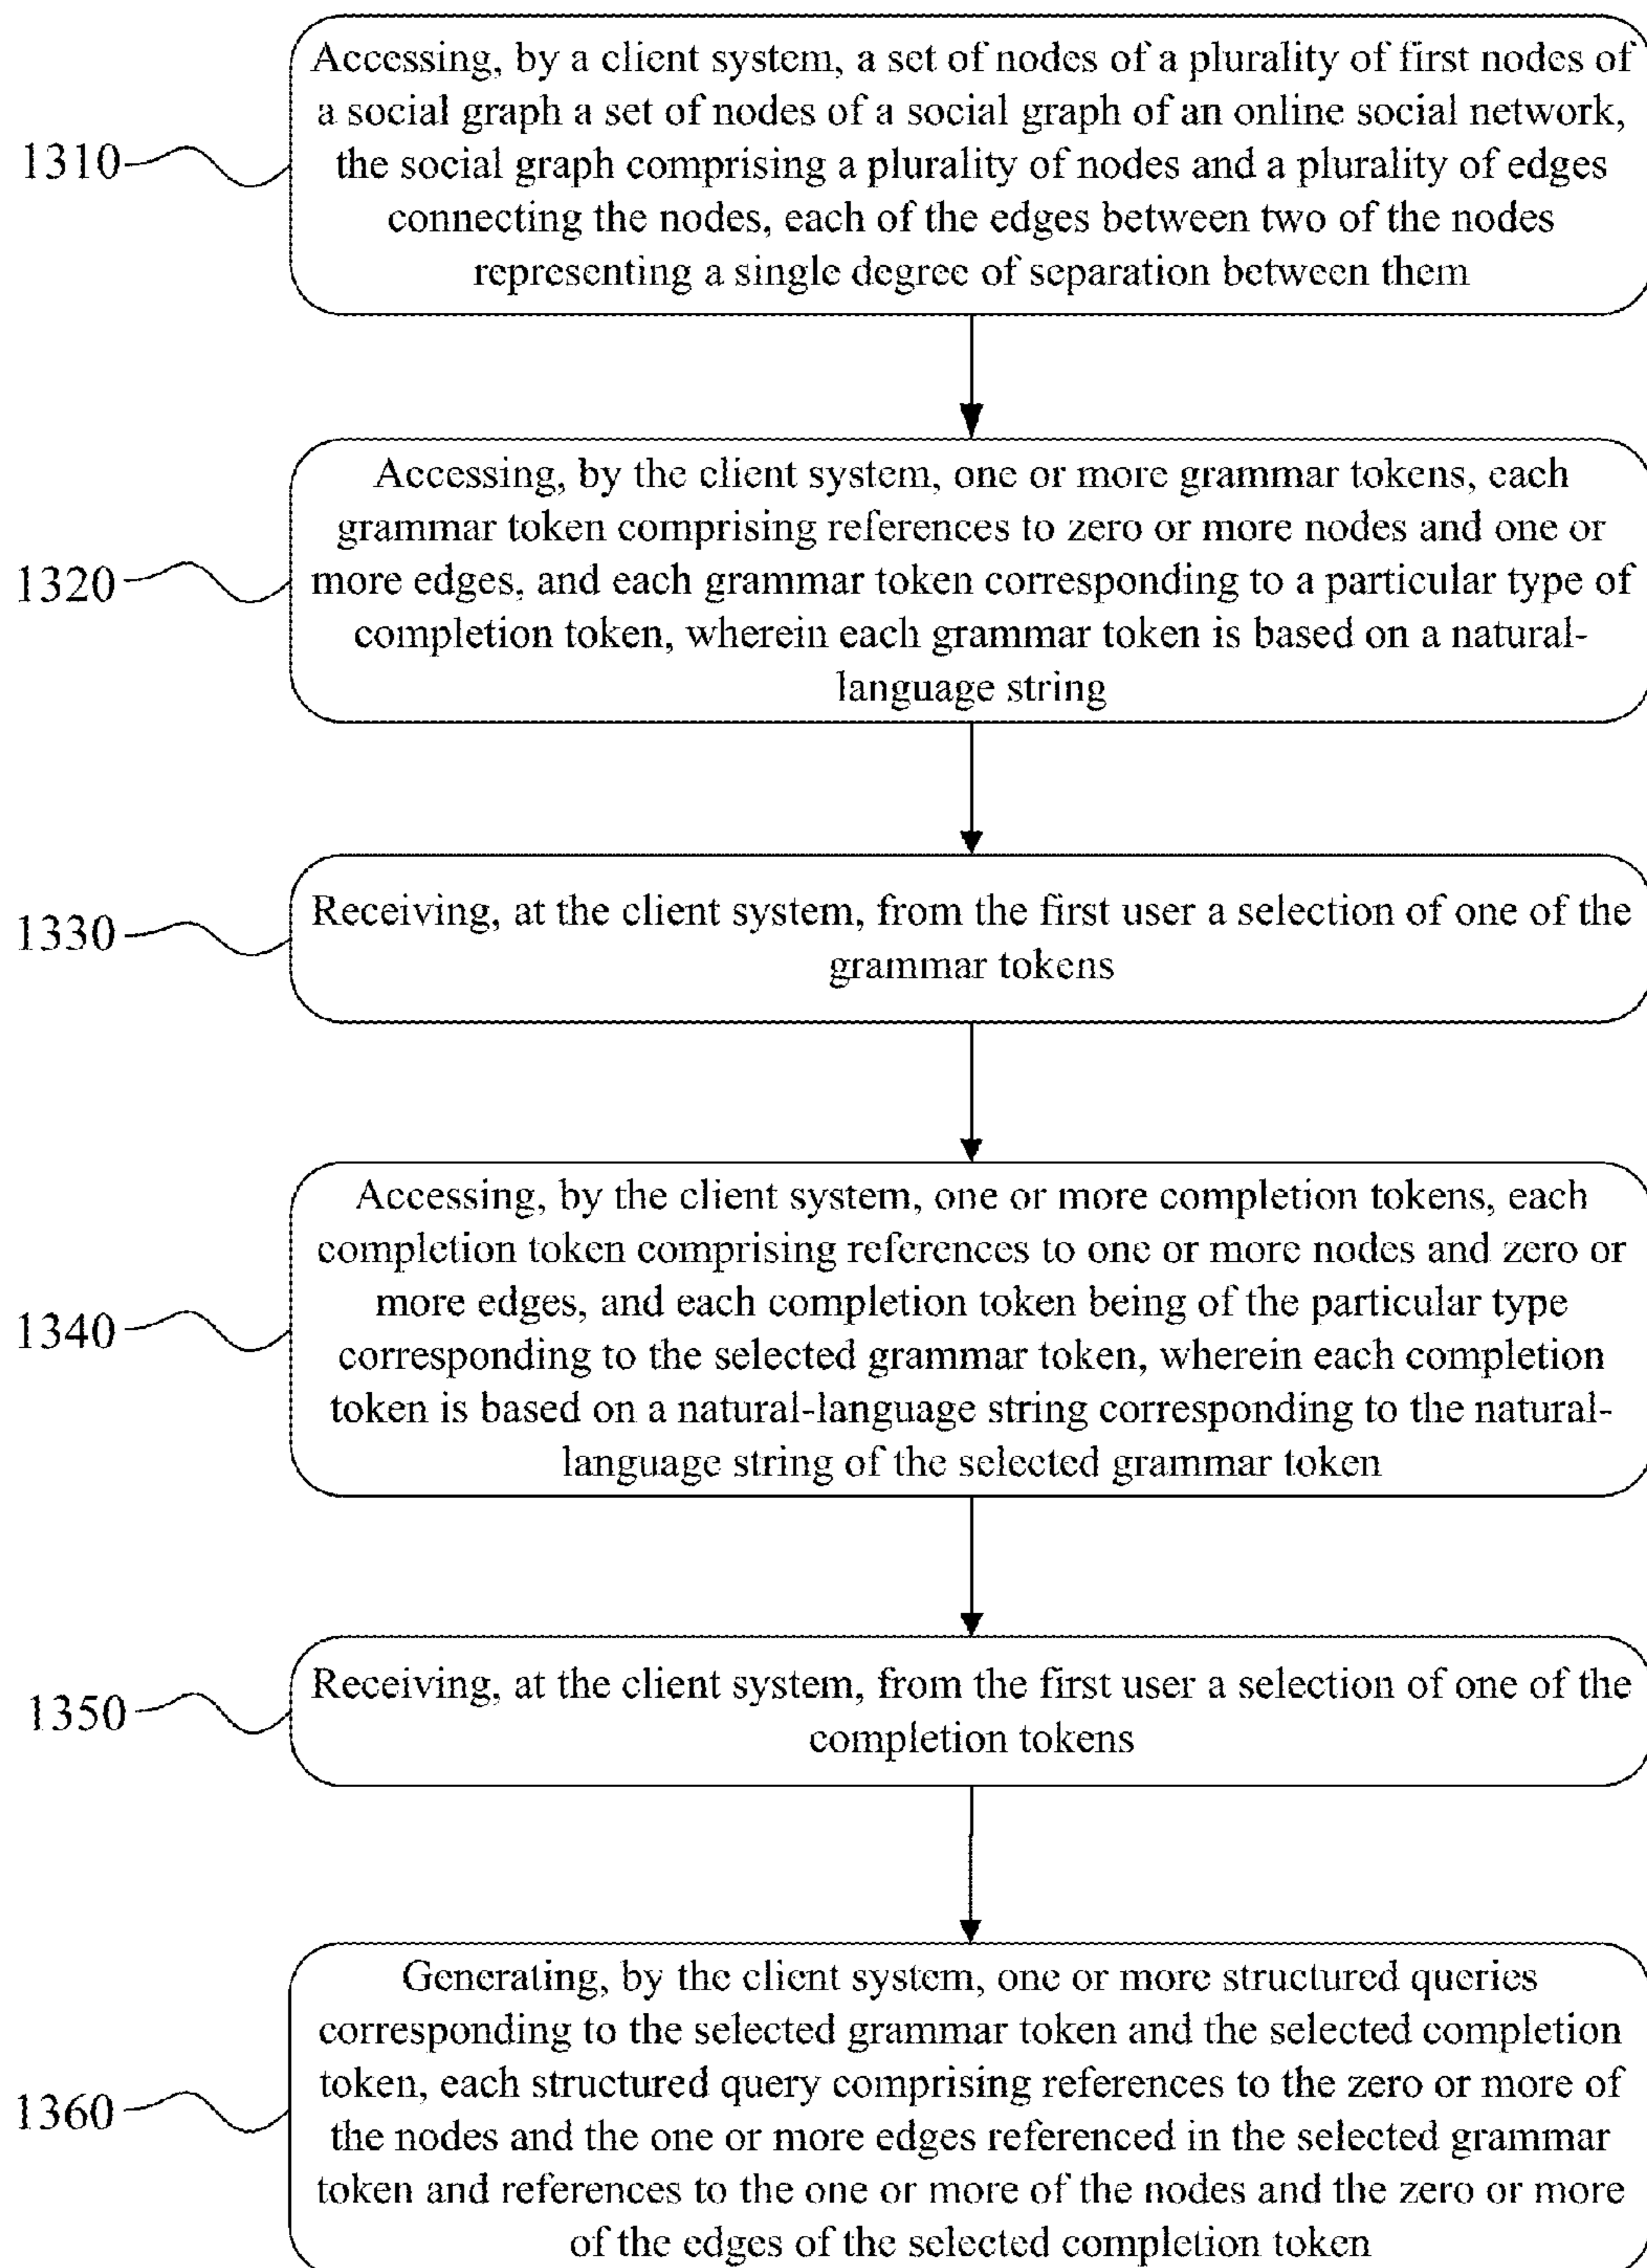 Accessing, by a client system, a set of nodes of a plurality of first nodes of
a social graph a set of nodes of a social graph of an online social network,
1310
the social graph comprising a plurality of nodes and a plurality of edges
connecting the nodes, each of the edges between two of the nodes
representing a single degree of separation between them
Accessing, by the client system, one or more grammar tokens, each
grammar token comprising references to zero or more nodes and one or
1320
more edges, and each grammar token corresponding to a particular type of
completion token, wherein each grammar token is based on a natural-
language string
1330
Receiving, at the client system, from the first user a selection of one of the
grammar tokens
Accessing, by the client system, one or more completion tokens, each
completion token comprising references to one or more nodes and zero or
more edges, and each completion token being of the particular type
1340
corresponding to the selected grammar token, wherein each completion
token is based on a natural-language string corresponding to the natural-
language string of the selected grammar token
Receiving, at the client system, from the first user a selection of one of the
1350
completion tokens
Generating, by the client system, one or more structured queries
corresponding to the selected grammar token and the selected completion
token, each structured query comprising references to the zero or more of
1360
the nodes and the one or more edges referenced in the selected grammar
token and references to the one or more of the nodes and the zero or more
of the edges of the selected completion token